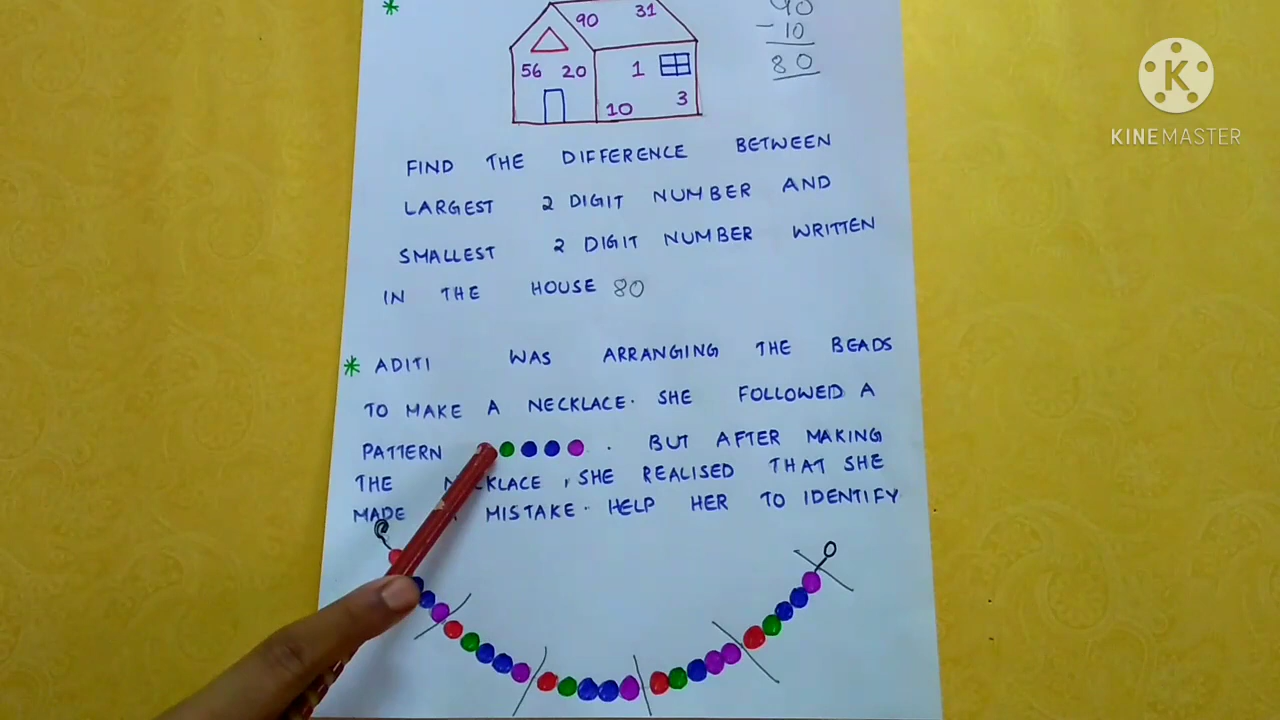 90
31
90
- 10
80
56 20
1
10
3
FIND THE DIFFERENCE BETWEEN
LARGEST 2 DIGIT NUMBER AND
SMALLEST 2 DIGIT NUMBER WRITTEN
IN THE HOUSE 80
* ADITI WAS ARRANGING THE BEADS
TO MAKE A NECKLACE. SHE FOLLOWED A
PATTERN . BUT AFTER MAKING
THE NECKLACE, SHE REALISED THAT SHE
MADE MISTAKE. HELP HER TO IDENTIFY
K
KINEMASTER